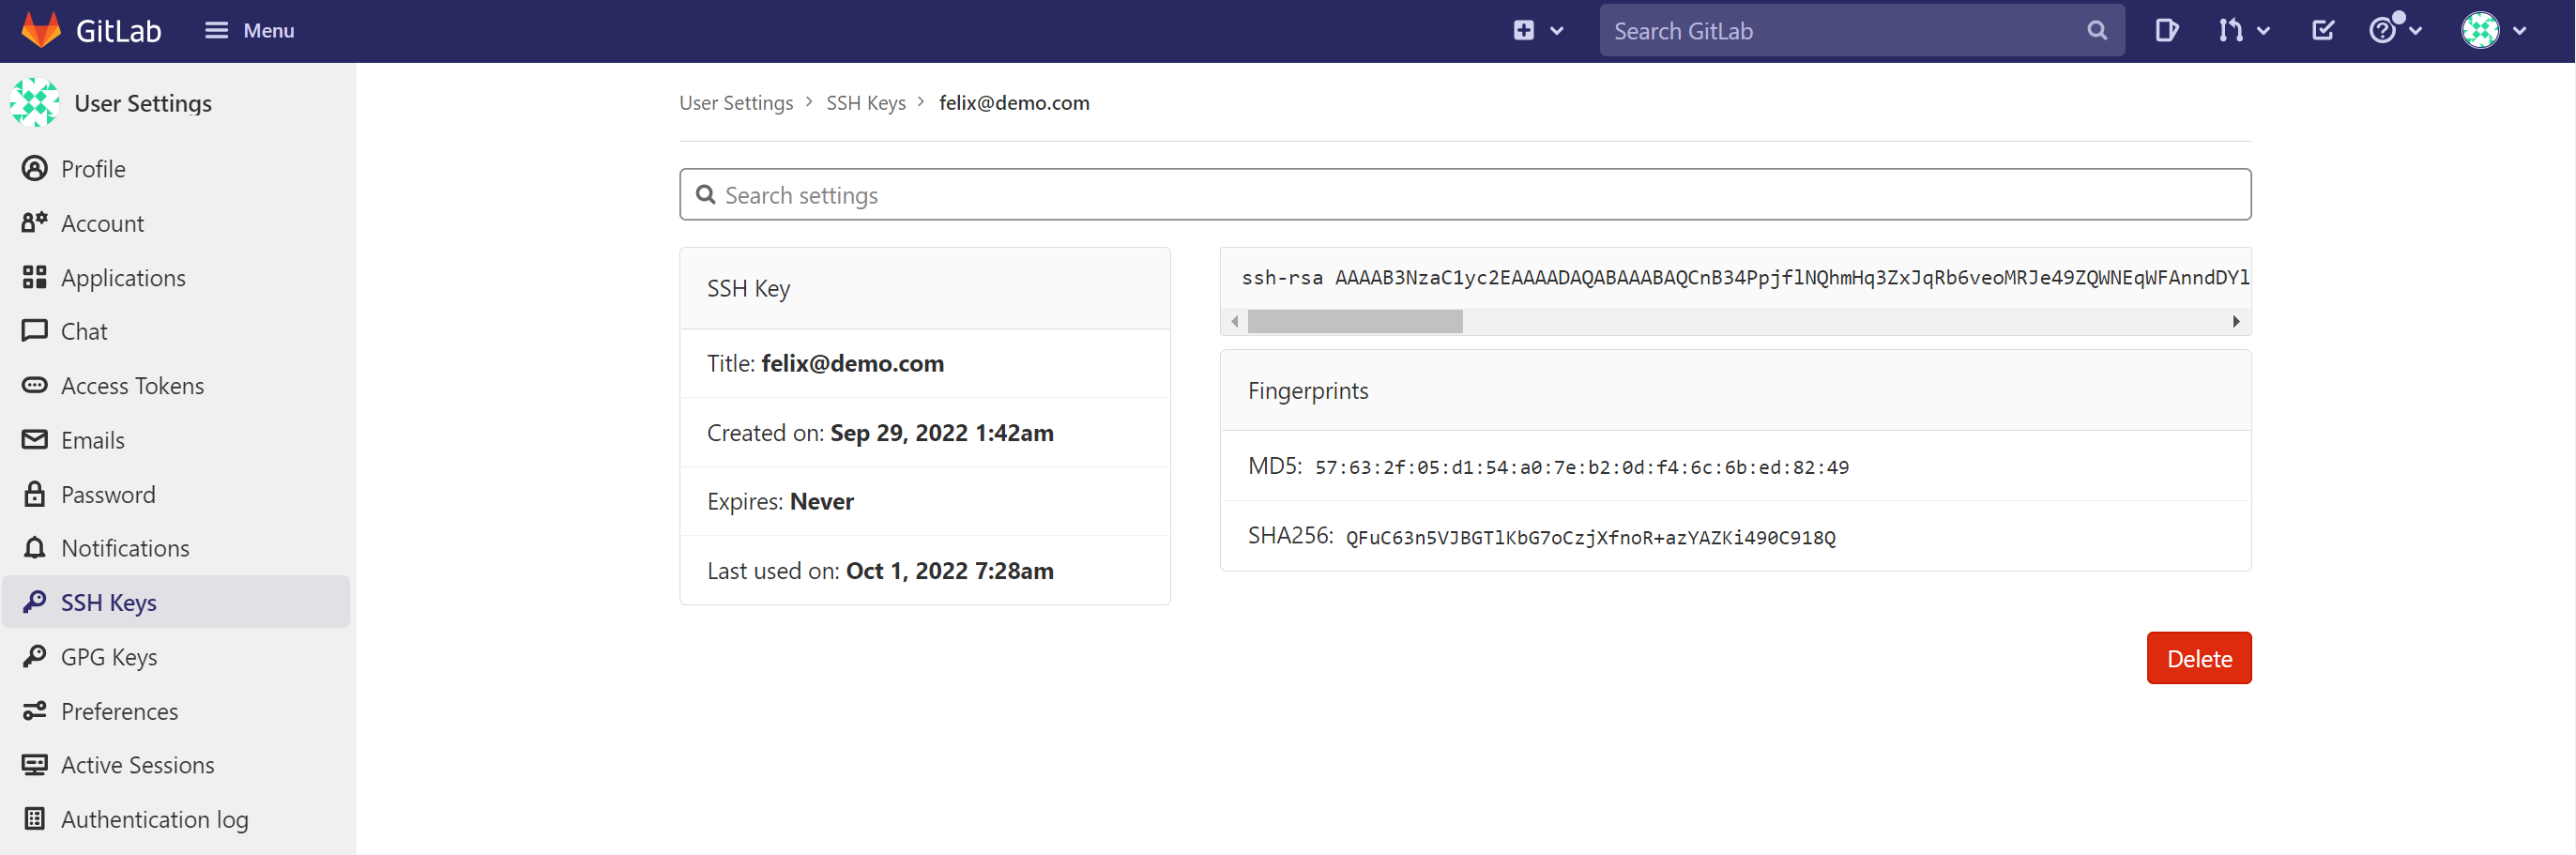 GitLab
Menu
Search GitLab
User Settings
Profile
Account
Applications
Chat
Access Tokens
Emails
Password
Notifications
SSH Keys
GPG Keys
Preferences
Active Sessions
Authentication log
User Settings > SSH Keys > felix@demo.com
Search settings
SSH Key
Title: felix@demo.com
Created on: Sep 29, 2022 1:42am
Expires: Never
Last used on: Oct 1, 2022 7:28am
ssh-rsa AAAAB3NzaC1yc2EAAAADAQABAAABAQCnB34PpjflNQhmHq3ZxJqRb6veoMRJe49ZQWNEqWFAnndDYl
Fingerprints
MD5: 57:63:2f:05:d1:54:a0:7e:b2:0d:f4:6c:6b:ed:82:49
SHA256: QFuC63n5VJBGTlKbG7oCzjXfnoR+azYAZKi490C918Q
Delete